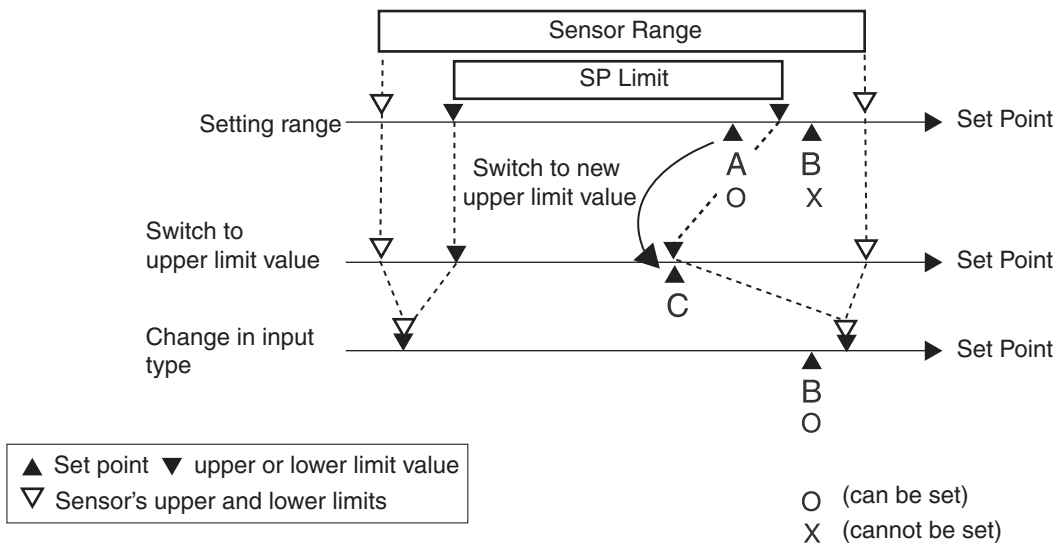 Sensor Range
SP Limit
Setting range
Set Point
A
O
B
X
Switch to new
upper limit value
Switch to
upper limit value
Set Point
C
Change in input
type
Set Point
B
O
▲ Set point ▼ upper or lower limit value
▽ Sensor's upper and lower limits
O (can be set)
X (cannot be set)